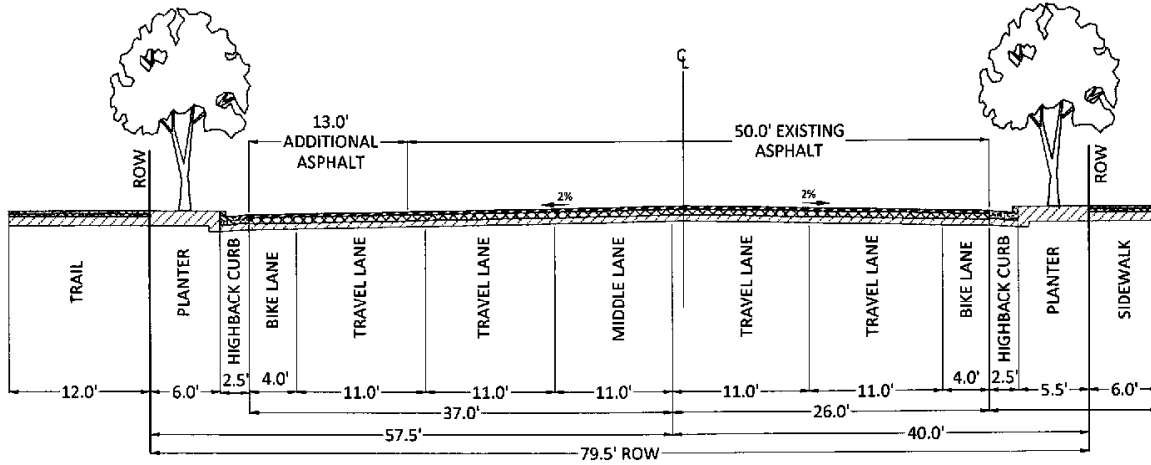 ℄
13.0'
ADDITIONAL
ASPHALT
50.0' EXISTING
ASPHALT
ROW
ROW
2%
2%
TRAIL
PLANTER
HIGHBACK CURB
BIKE LANE
TRAVEL LANE
TRAVEL LANE
MIDDLE LANE
TRAVEL LANE
TRAVEL LANE
BIKE LANE
HIGHBACK CURB
PLANTER
SIDEWALK
12.0'
6.0'
2.5'
4.0'
11.0'
11.0'
11.0'
11.0'
11.0'
4.0'
2.5'
5.5'
6.0'
37.0'
26.0'
57.5'
40.0'
79.5' ROW